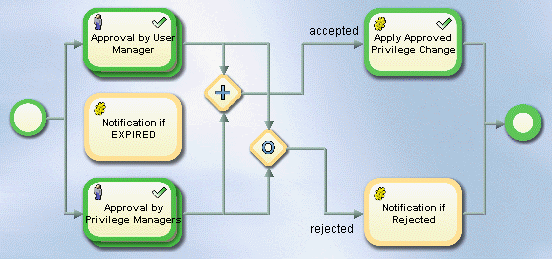 Approval by User
Manager
accepted
Apply Approved
Privilege Change
Notification if
EXPIRED
Approval by
Privilege Managers
rejected
Notification if
Rejected